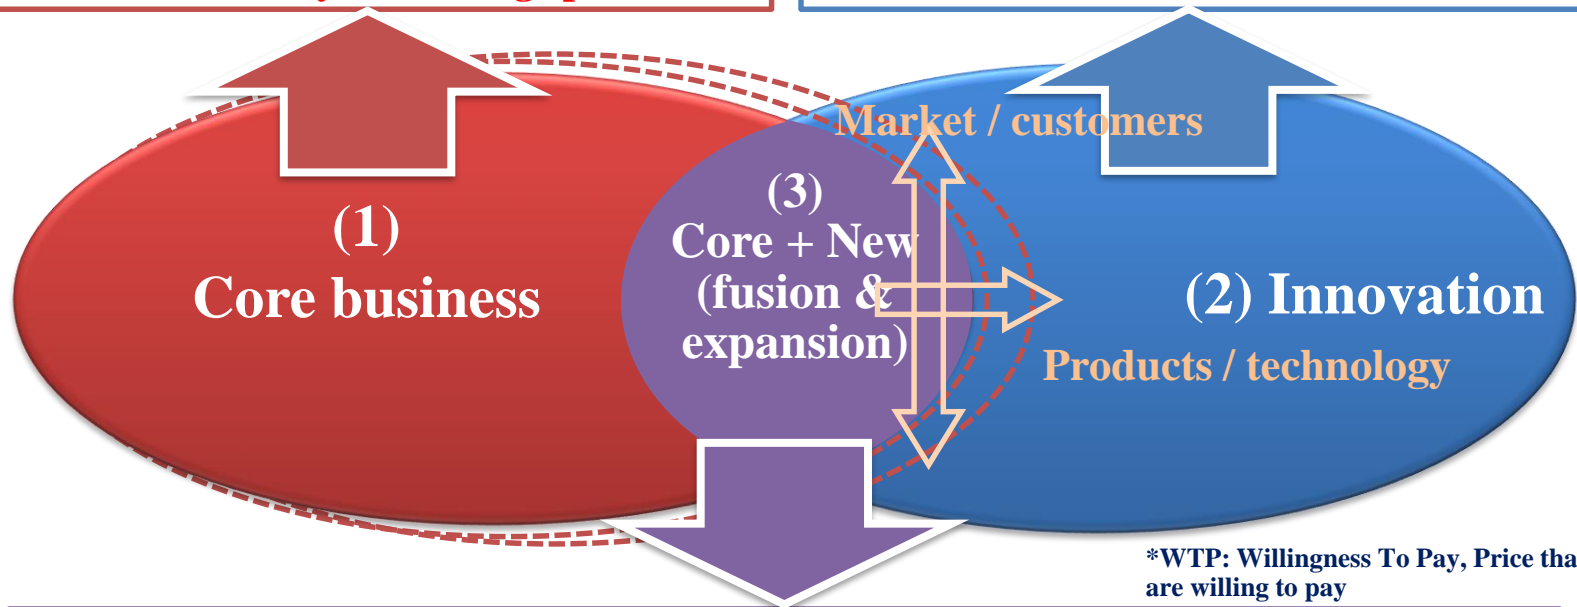 Market / customers
(1)
Core business
(3)
Core + New
(fusion &
expansion)
(2) Innovation
Products / technology
*WTP: Willingness To Pay, Price tha
are willing to pay